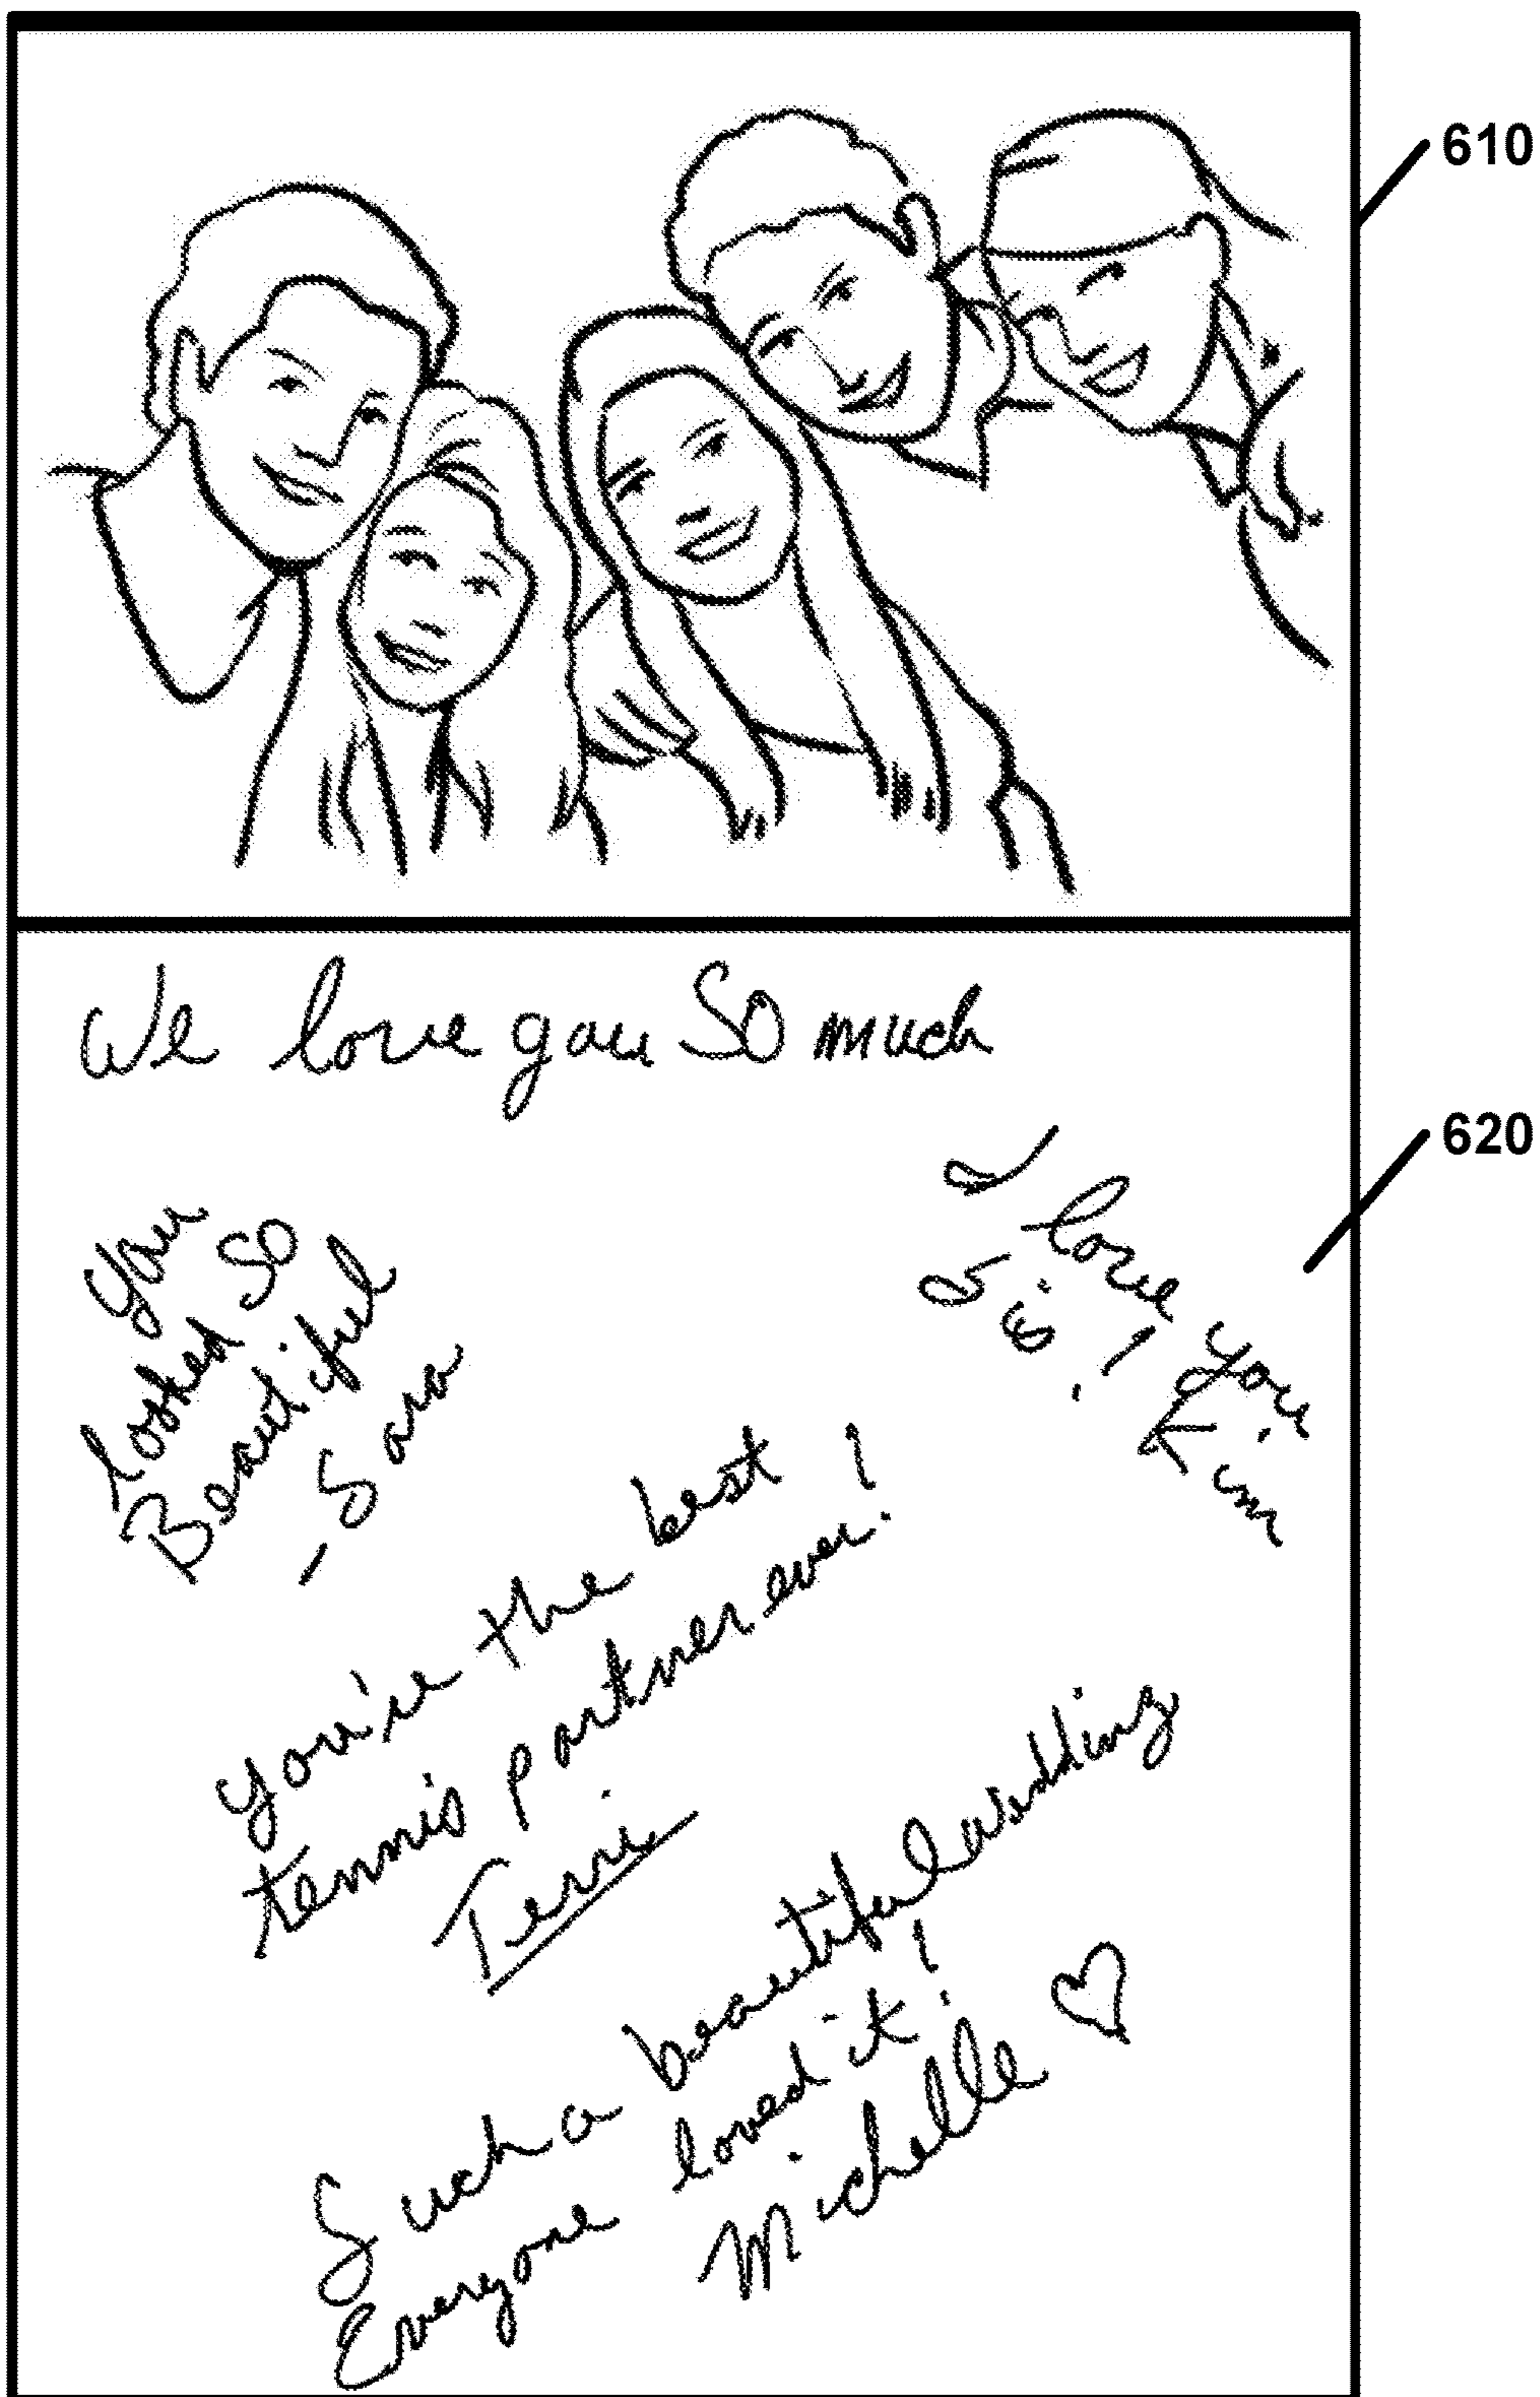 610
We love you SO much
620
You
Looked So
Beautiful
- Sara
I love you
Sis!
Kim
You're the best
tennis partner ever!
Terri
Such a beautiful wedding
Everyone loved it!
Michelle ♡